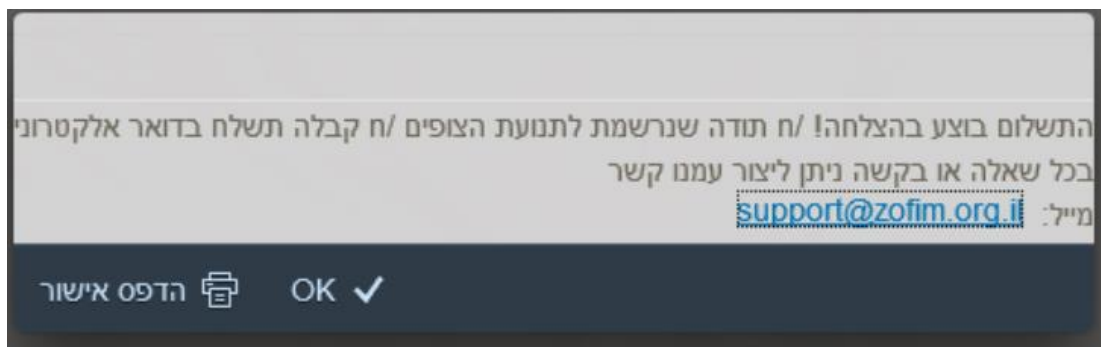 התשלום בוצע בהצלחה! /n תודה שנרשמת לתנועת הצופים /n קבלה תשלח בדואר אלקטרוני
בכל שאלה או בקשה ניתן ליצור עמנו קשר
מייל: support@zofim.org.il
OK הדפס אישור